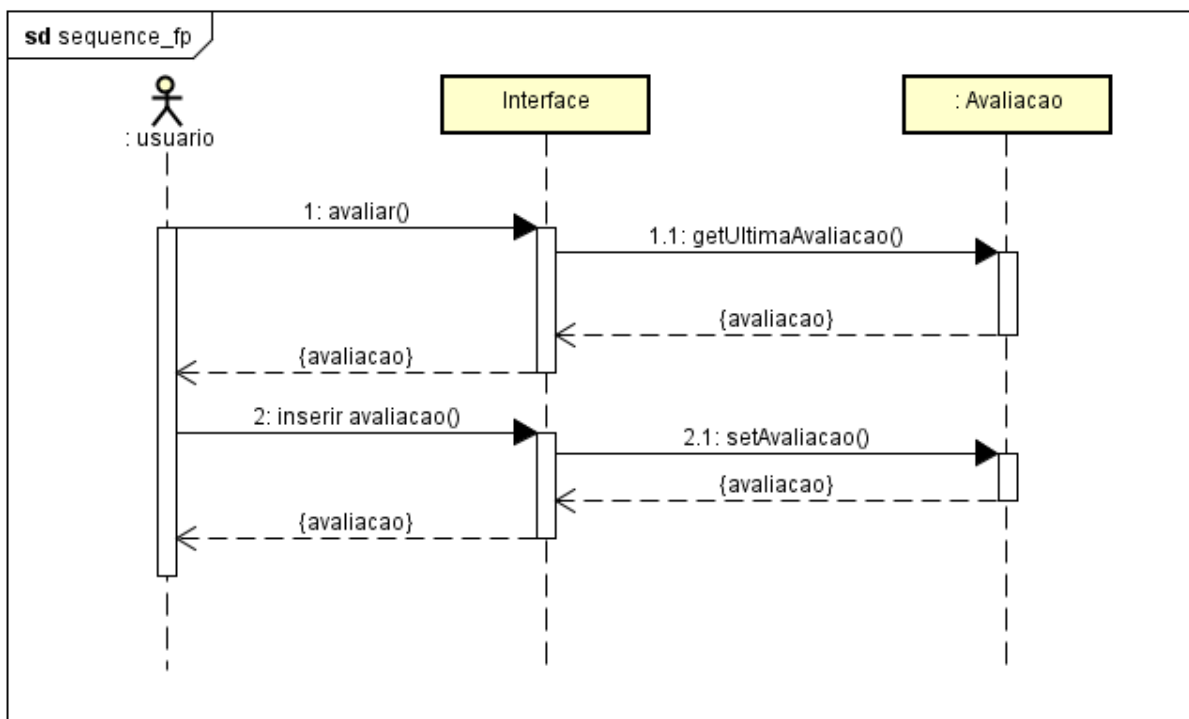 sd sequence_fp
: usuario
Interface
: Avaliacao
1: avaliar()
1.1: getUltimaAvaliacao()
{avaliacao}
{avaliacao}
2: inserir avaliacao()
2.1: setAvaliacao()
{avaliacao}
{avaliacao}